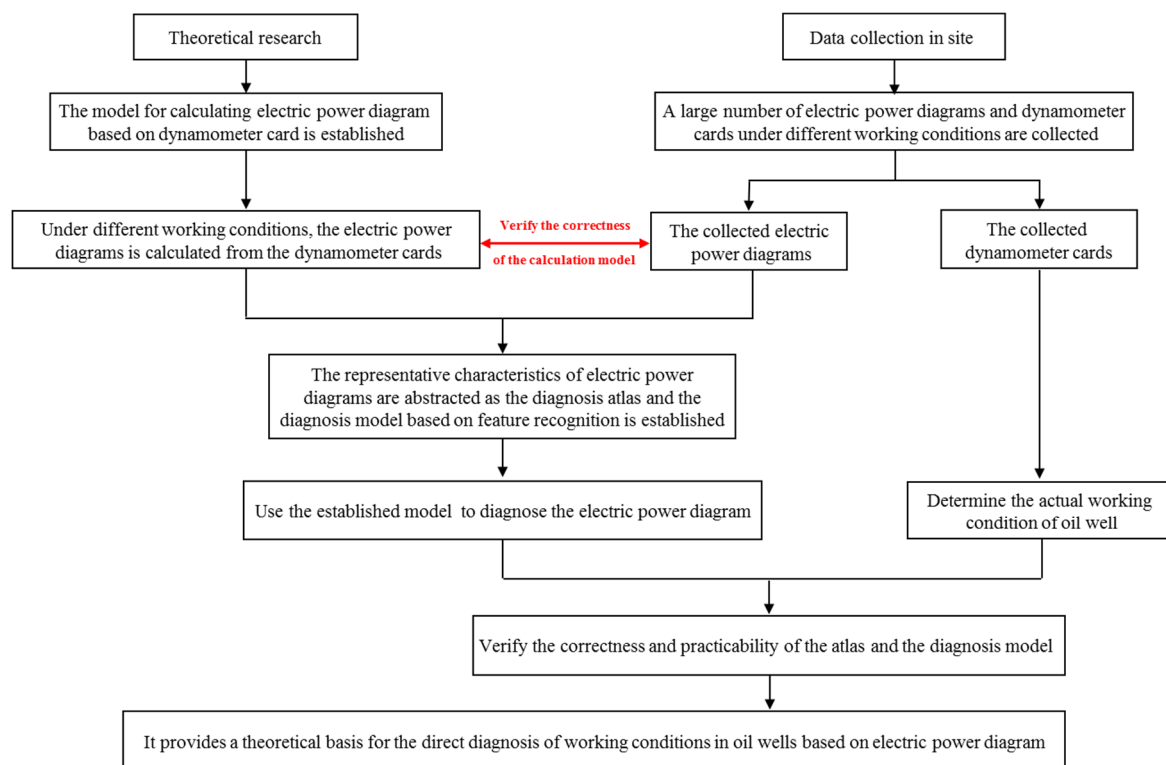 Theoretical research
Data collection in site
The model for calculating electric power diagram
based on dynamometer card is established
A large number of electric power diagrams and dynamometer
cards under different working conditions are collected
Under different working conditions, the electric power
diagrams is calculated from the dynamometer cards
Verify the correctness
of the calculation model
The collected electric
power diagrams
The collected
dynamometer cards
The representative characteristics of electric power
diagrams are abstracted as the diagnosis atlas and the
diagnosis model based on feature recognition is established
Use the established model to diagnose the electric power diagram
Determine the actual working
condition of oil well
Verify the correctness and practicability of the atlas and the diagnosis model
It provides a theoretical basis for the direct diagnosis of working conditions in oil wells based on electric power diagram